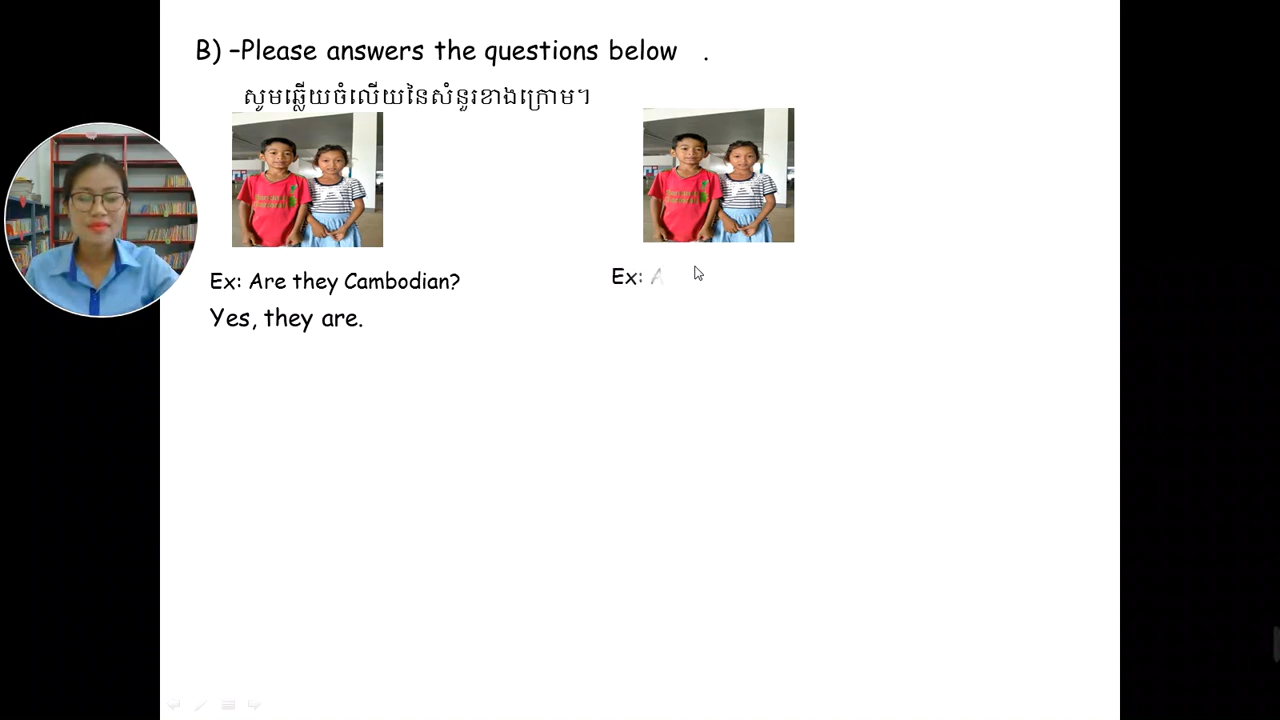 B) –Please answers the questions below .
សូមឆ្លើយចំលើយនៃសំនួរខាងក្រោម។
Ex: Are they Cambodian?
Yes, they are.
Ex: A